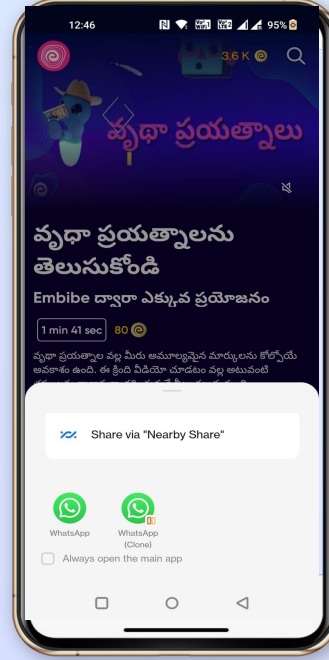 12:46
95%
3.6 K
వృథా ప్రయత్నాలు
వృధా ప్రయత్నాలను
తెలుసుకోండి
Embibe ద్వారా ఎక్కువ ప్రయోజనం
1 min 41 sec 80
వృథా ప్రయత్నాల వల్ల మీరు అమూల్యమైన మార్కులను కోల్పోయే
అవకాశం ఉంది. ఈ క్రింది వీడియో చూడటం వల్ల అటువంటి
Share via "Nearby Share"
WhatsApp WhatsApp
(Clone)
Always open the main app